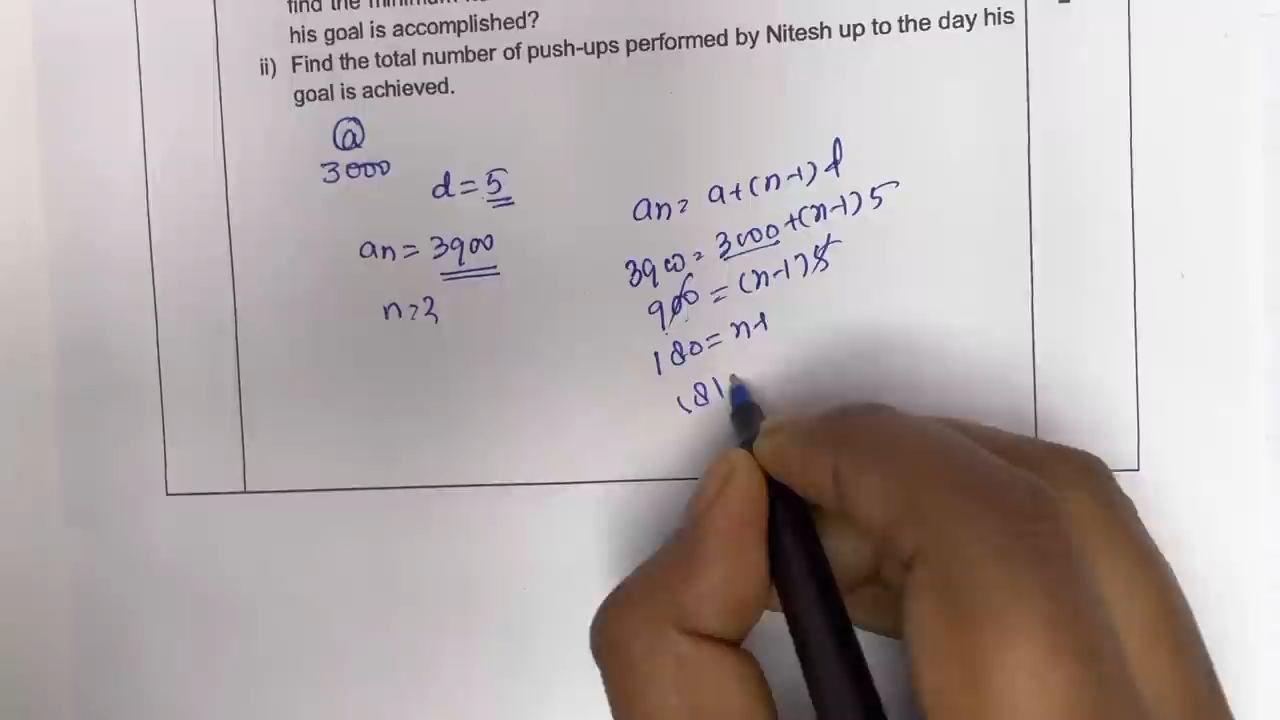 find the
his goal is accomplished?
ii) Find the total number of push-ups performed by Nitesh up to the day his
goal is achieved.
a
3000
d = 5
an = 3900
n = ?
an = a + (n-1) d
3900 = 3000 + (n-1) 5
900 = (n-1) 5
180 = n-1
181